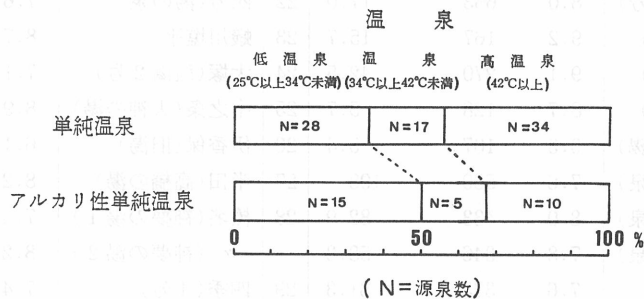 温泉
低温泉 温泉 高温泉
(25℃以上34℃未満) (34℃以上42℃未満) (42℃以上)
単純温泉 N=28 N=17 N=34
アルカリ性単純温泉 N=15 N=5 N=10
0 50 100 %
(N=源泉数)